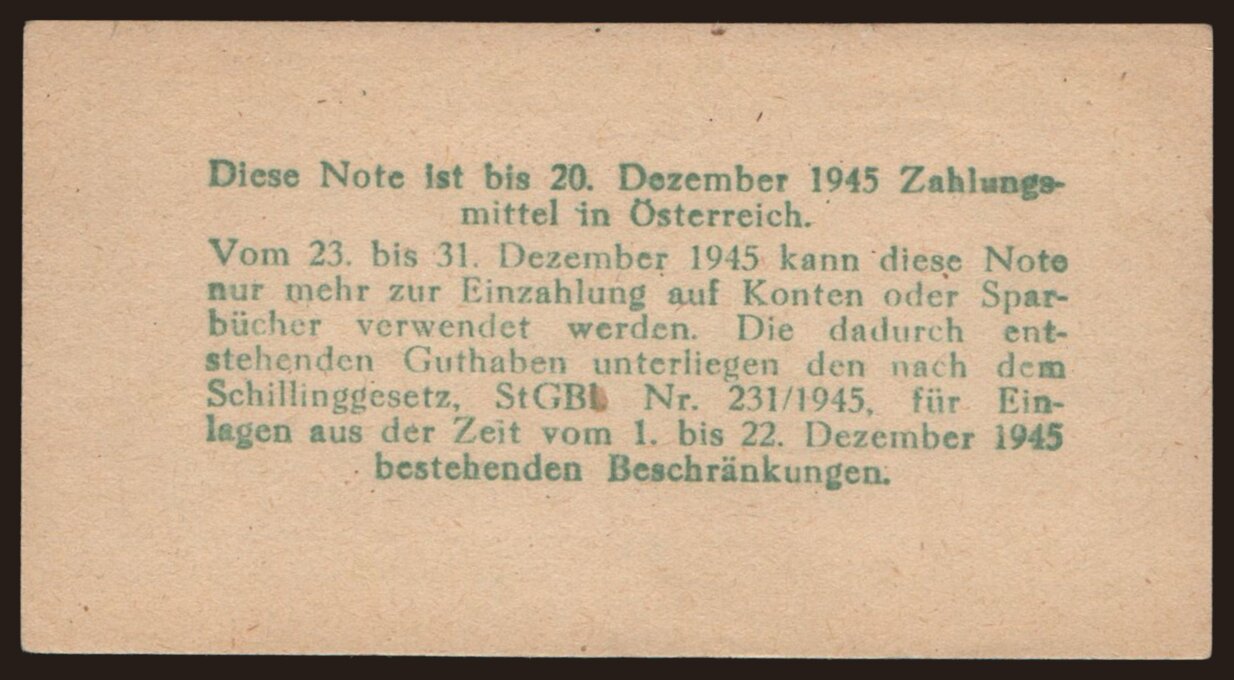 Diese Note ist bis 20. Dezember 1945 Zahlungs-
mittel in Österreich.
Vom 23. bis 31. Dezember 1945 kann diese Note
nur mehr zur Einzahlung auf Konten oder Spar-
bücher verwendet werden. Die dadurch ent-
stehenden Guthaben unterliegen den nach dem
Schillinggesetz, StGBl. Nr. 231/1945, für Ein-
lagen aus der Zeit vom 1. bis 22. Dezember 1945
bestehenden Beschränkungen.